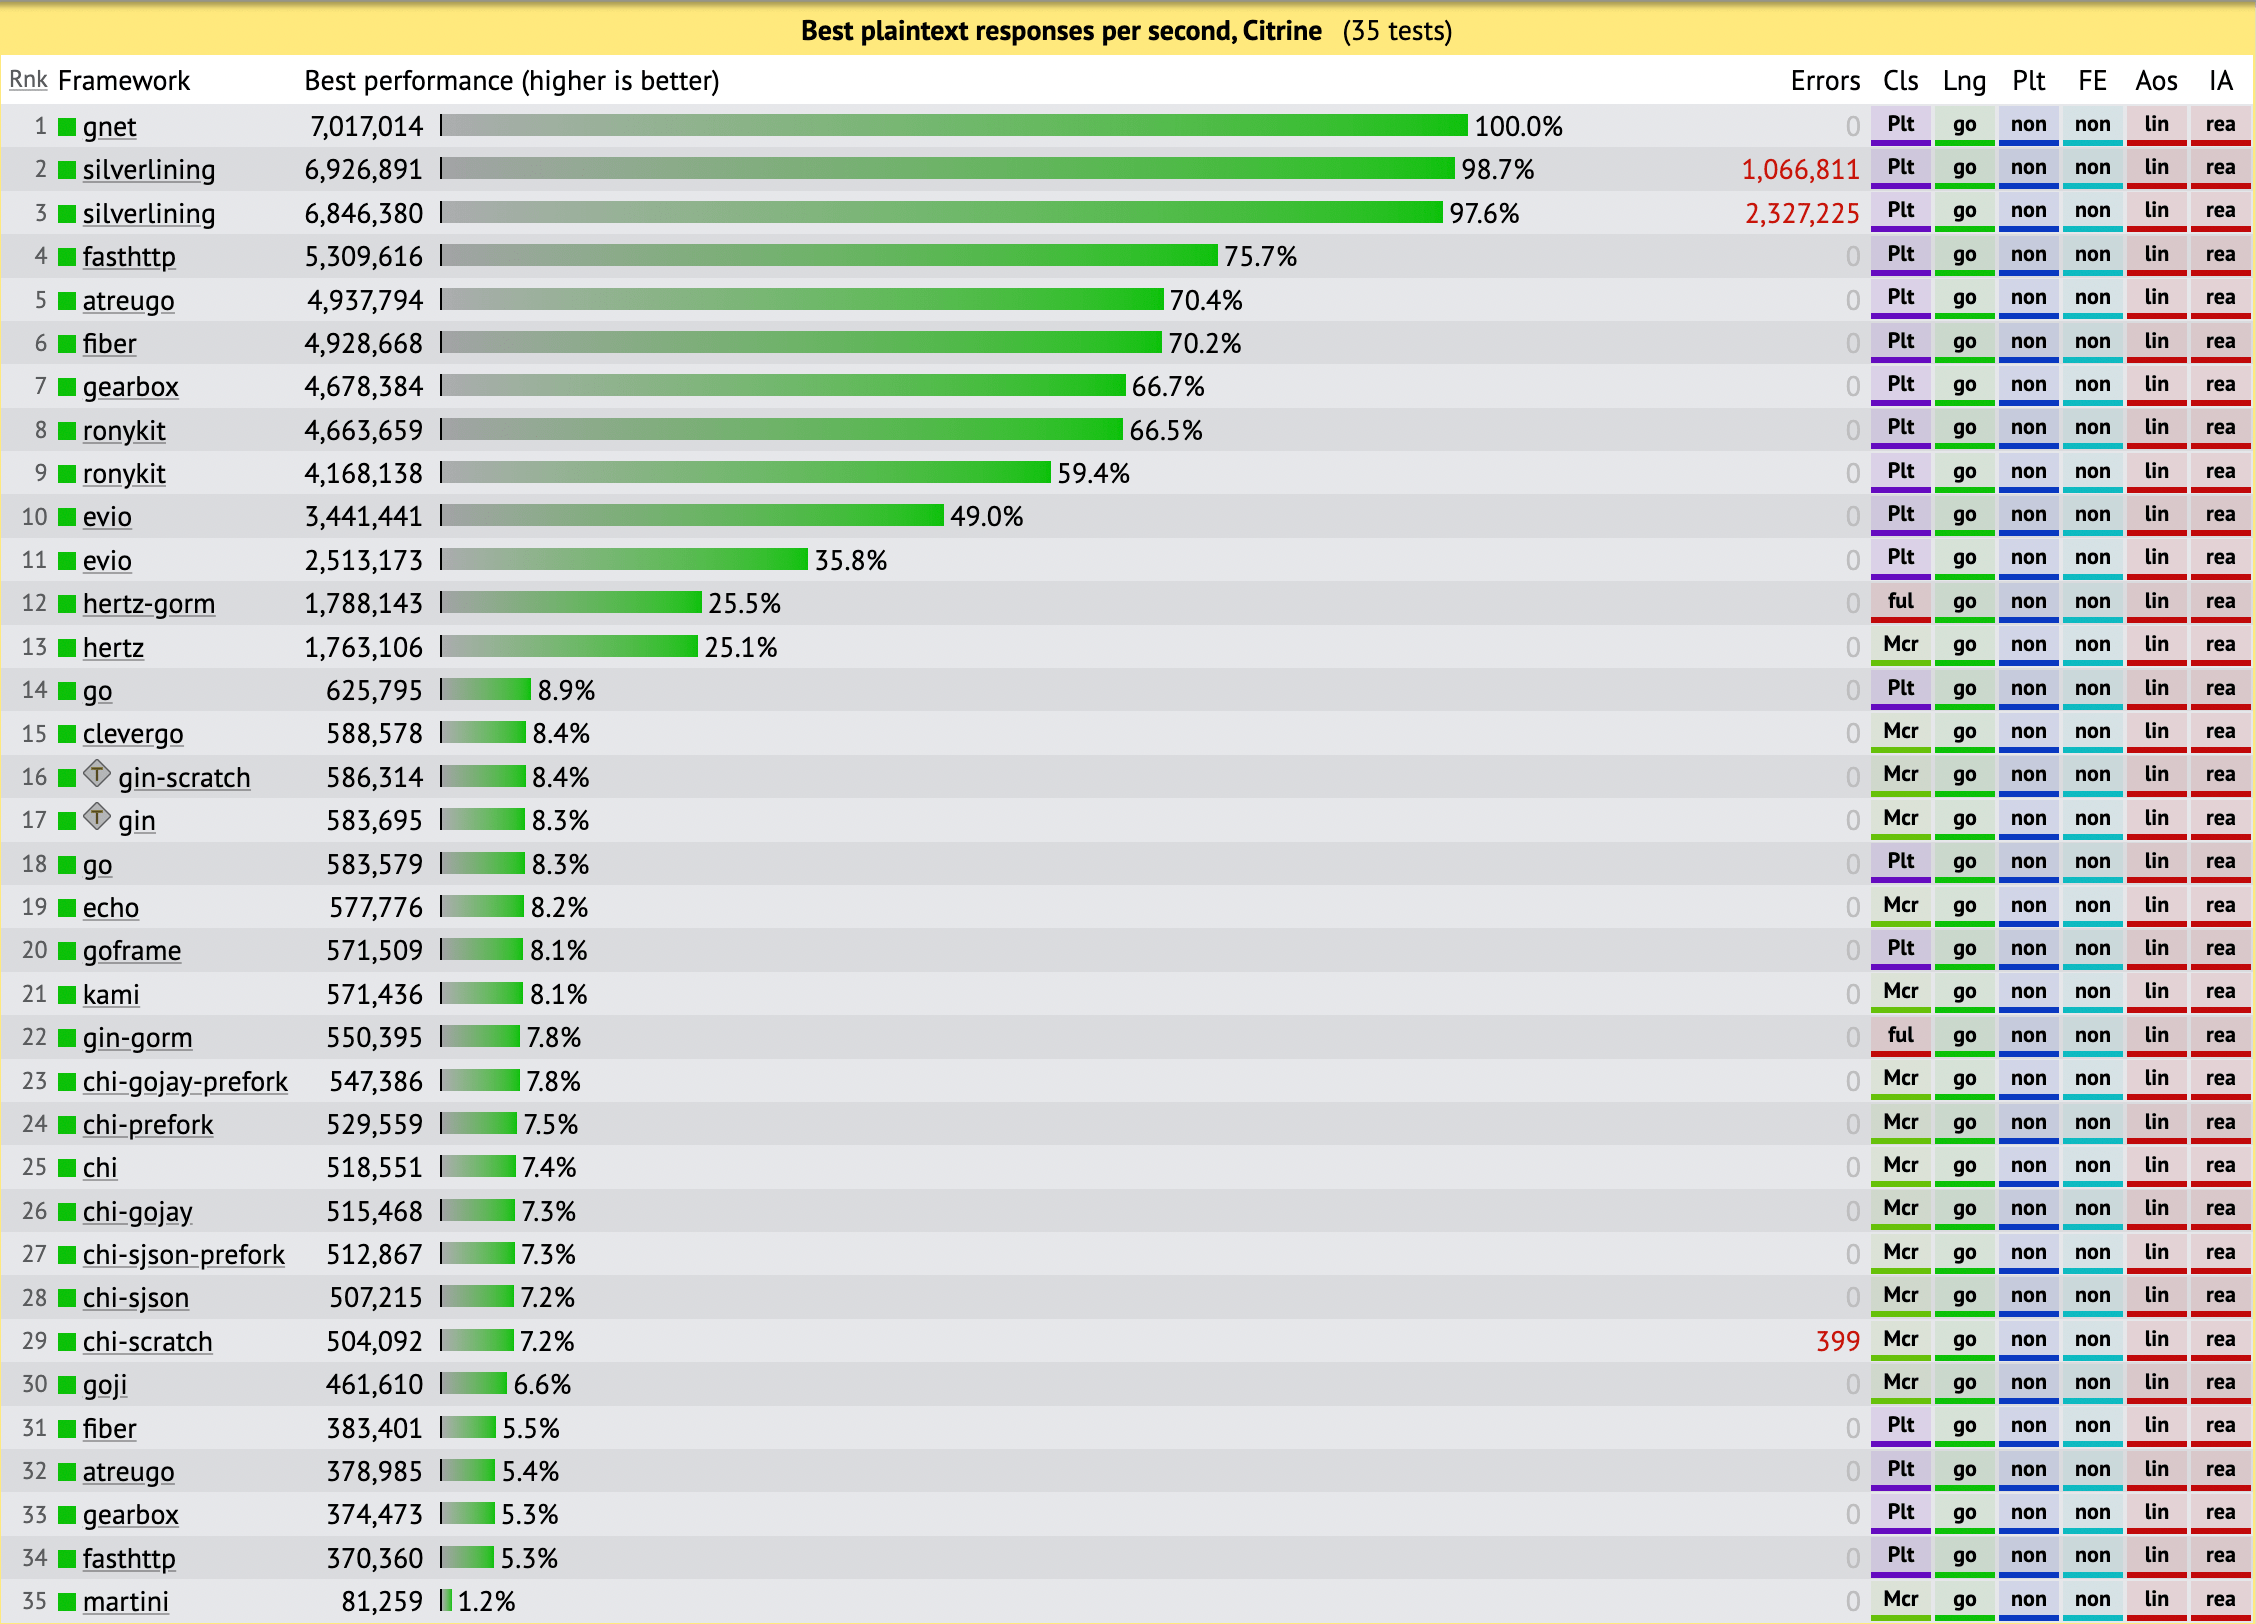 Best plaintext responses per second, Citrine (35 tests)
Rnk Framework Best performance (higher is better) Errors Cls Lng Plt FE Aos IA
1 gnet 7,017,014 100.0% 0 Plt go non non lin rea
2 silverlining 6,926,891 98.7% 1,066,811 Plt go non non lin rea
3 silverlining 6,846,380 97.6% 2,327,225 Plt go non non lin rea
4 fasthttp 5,309,616 75.7% 0 Plt go non non lin rea
5 atreugo 4,937,794 70.4% 0 Plt go non non lin rea
6 fiber 4,928,668 70.2% 0 Plt go non non lin rea
7 gearbox 4,678,384 66.7% 0 Plt go non non lin rea
8 ronykit 4,663,659 66.5% 0 Plt go non non lin rea
9 ronykit 4,168,138 59.4% 0 Plt go non non lin rea
10 evio 3,441,441 49.0% 0 Plt go non non lin rea
11 evio 2,513,173 35.8% 0 Plt go non non lin rea
12 hertz-gorm 1,788,143 25.5% 0 ful go non non lin rea
13 hertz 1,763,106 25.1% 0 Mcr go non non lin rea
14 go 625,795 8.9% 0 Plt go non non lin rea
15 clevergo 588,578 8.4% 0 Mcr go non non lin rea
16 T gin-scratch 586,314 8.4% 0 Mcr go non non lin rea
17 T gin 583,695 8.3% 0 Mcr go non non lin rea
18 go 583,579 8.3% 0 Plt go non non lin rea
19 echo 577,776 8.2% 0 Mcr go non non lin rea
20 goframe 571,509 8.1% 0 Plt go non non lin rea
21 kami 571,436 8.1% 0 Mcr go non non lin rea
22 gin-gorm 550,395 7.8% 0 ful go non non lin rea
23 chi-gojay-prefork 547,386 7.8% 0 Mcr go non non lin rea
24 chi-prefork 529,559 7.5% 0 Mcr go non non lin rea
25 chi 518,551 7.4% 0 Mcr go non non lin rea
26 chi-gojay 515,468 7.3% 0 Mcr go non non lin rea
27 chi-sjson-prefork 512,867 7.3% 0 Mcr go non non lin rea
28 chi-sjson 507,215 7.2% 0 Mcr go non non lin rea
29 chi-scratch 504,092 7.2% 399 Mcr go non non lin rea
30 goji 461,610 6.6% 0 Mcr go non non lin rea
31 fiber 383,401 5.5% 0 Plt go non non lin rea
32 atreugo 378,985 5.4% 0 Plt go non non lin rea
33 gearbox 374,473 5.3% 0 Plt go non non lin rea
34 fasthttp 370,360 5.3% 0 Plt go non non lin rea
35 martini 81,259 1.2% 0 Mcr go non non lin rea